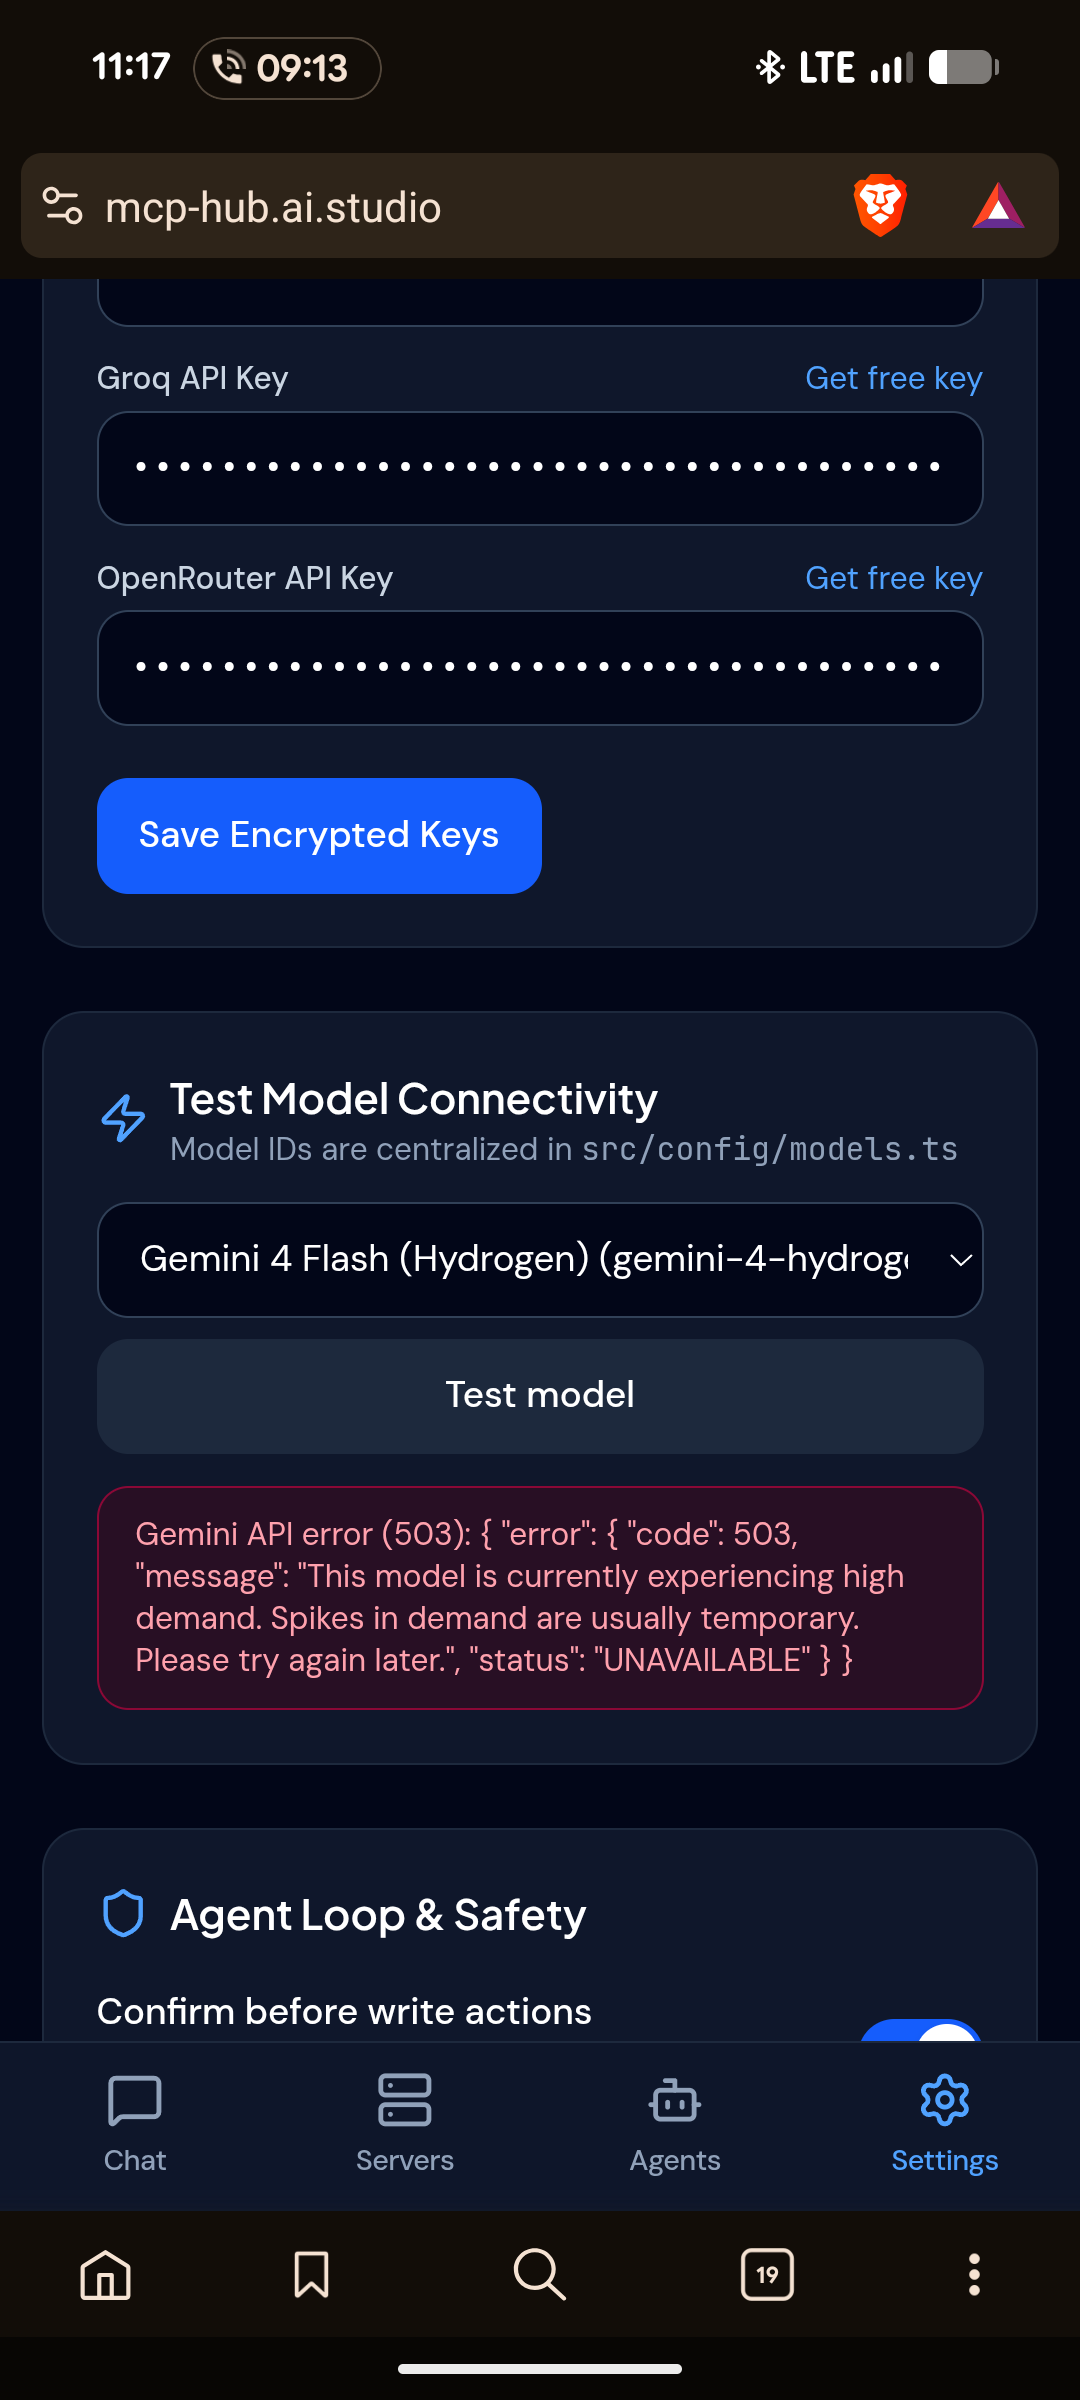 11:17
09:13
LTE
mcp-hub.ai.studio
Groq API Key
Get free key
OpenRouter API Key
Get free key
Save Encrypted Keys
Test Model Connectivity
Model IDs are centralized in src/config/models.ts
Gemini 4 Flash (Hydrogen) (gemini-4-hydrog
Test model
Gemini API error (503): { "error": { "code": 503,
"message": "This model is currently experiencing high
demand. Spikes in demand are usually temporary.
Please try again later.", "status": "UNAVAILABLE" } }
Agent Loop & Safety
Confirm before write actions
Chat
Servers
Agents
Settings
19